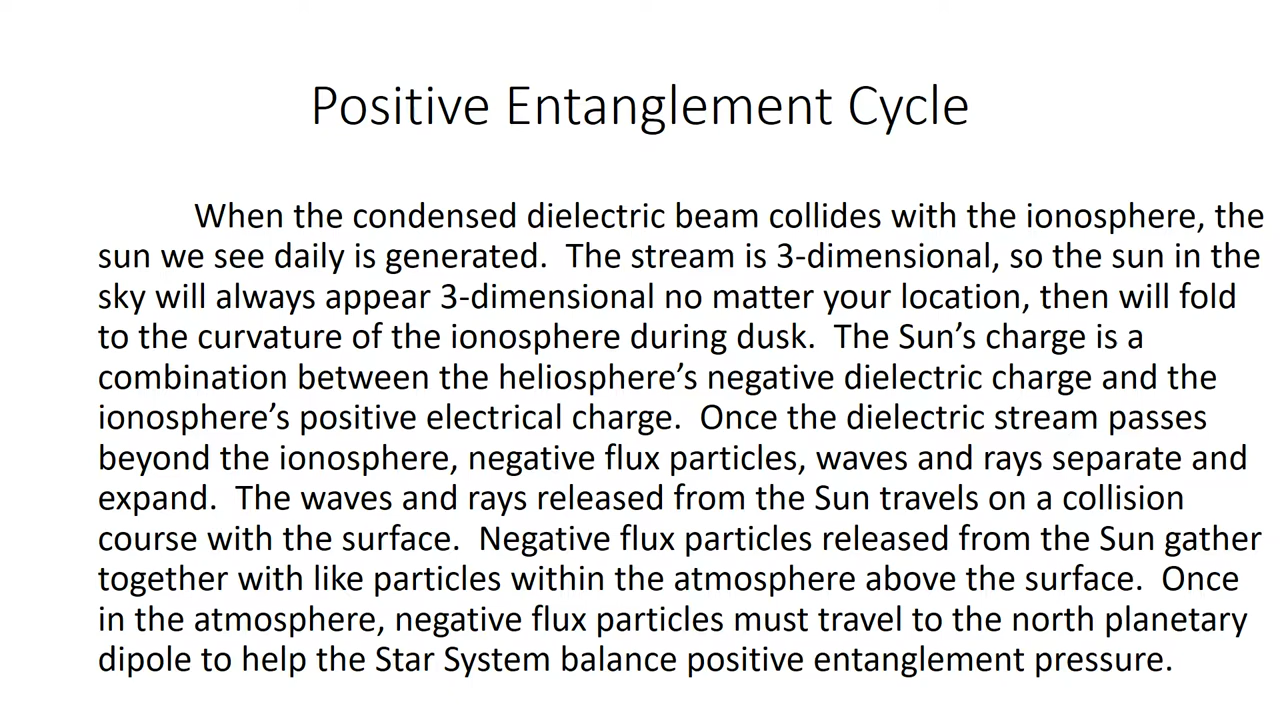 Positive Entanglement Cycle
When the condensed dielectric beam collides with the ionosphere, the
sun we see daily is generated.  The stream is 3-dimensional, so the sun in the
sky will always appear 3-dimensional no matter your location, then will fold
to the curvature of the ionosphere during dusk.  The Sun’s charge is a
combination between the heliosphere’s negative dielectric charge and the
ionosphere’s positive electrical charge.  Once the dielectric stream passes
beyond the ionosphere, negative flux particles, waves and rays separate and
expand.  The waves and rays released from the Sun travels on a collision
course with the surface.  Negative flux particles released from the Sun gather
together with like particles within the atmosphere above the surface.  Once
in the atmosphere, negative flux particles must travel to the north planetary
dipole to help the Star System balance positive entanglement pressure.